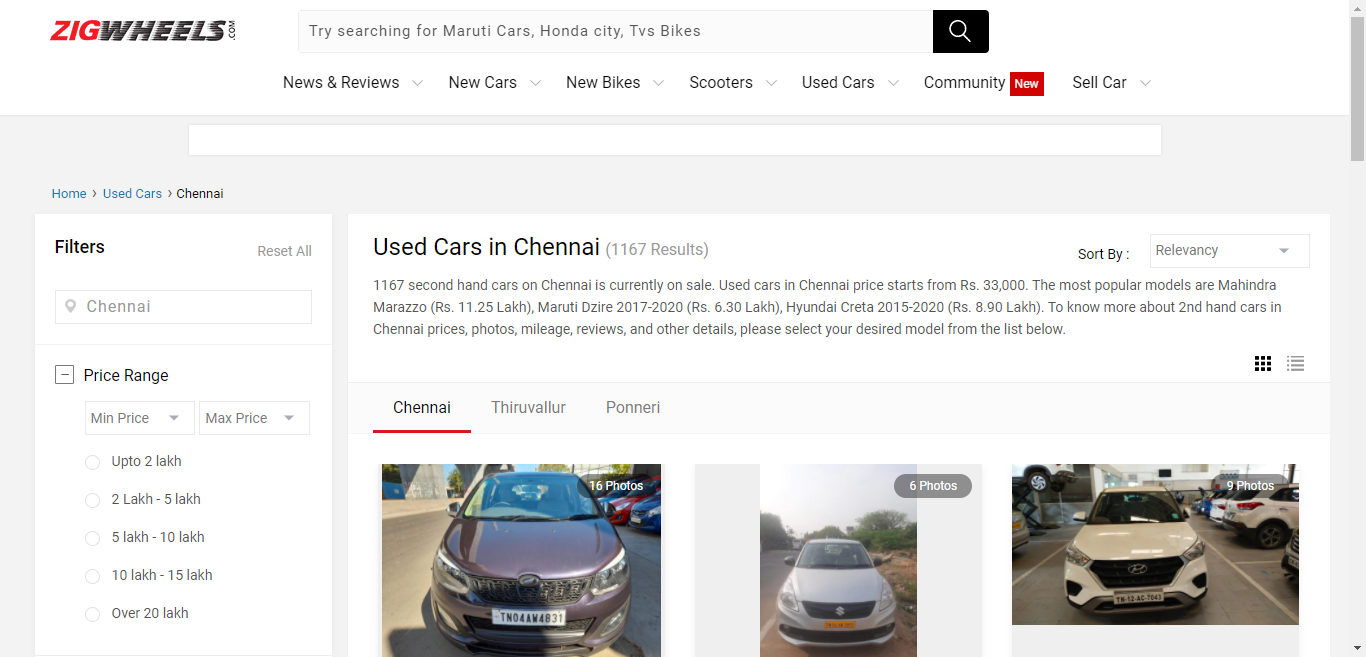 ZIGWHEELS.COM
Try searching for Maruti Cars, Honda city, Tvs Bikes
News & Reviews New Cars New Bikes Scooters Used Cars Community New Sell Car
Home › Used Cars › Chennai
Filters
Reset All
Chennai
Price Range
Min Price Max Price
Upto 2 lakh
2 Lakh - 5 lakh
5 lakh - 10 lakh
10 lakh - 15 lakh
Over 20 lakh
Used Cars in Chennai (1167 Results)
Sort By : Relevancy
1167 second hand cars on Chennai is currently on sale. Used cars in Chennai price starts from Rs. 33,000. The most popular models are Mahindra
Marazzo (Rs. 11.25 Lakh), Maruti Dzire 2017-2020 (Rs. 6.30 Lakh), Hyundai Creta 2015-2020 (Rs. 8.90 Lakh). To know more about 2nd hand cars in
Chennai prices, photos, mileage, reviews, and other details, please select your desired model from the list below.
Chennai Thiruvallur Ponneri
16 Photos
6 Photos
9 Photos
TN04AW4831
TN-12-AC-7043